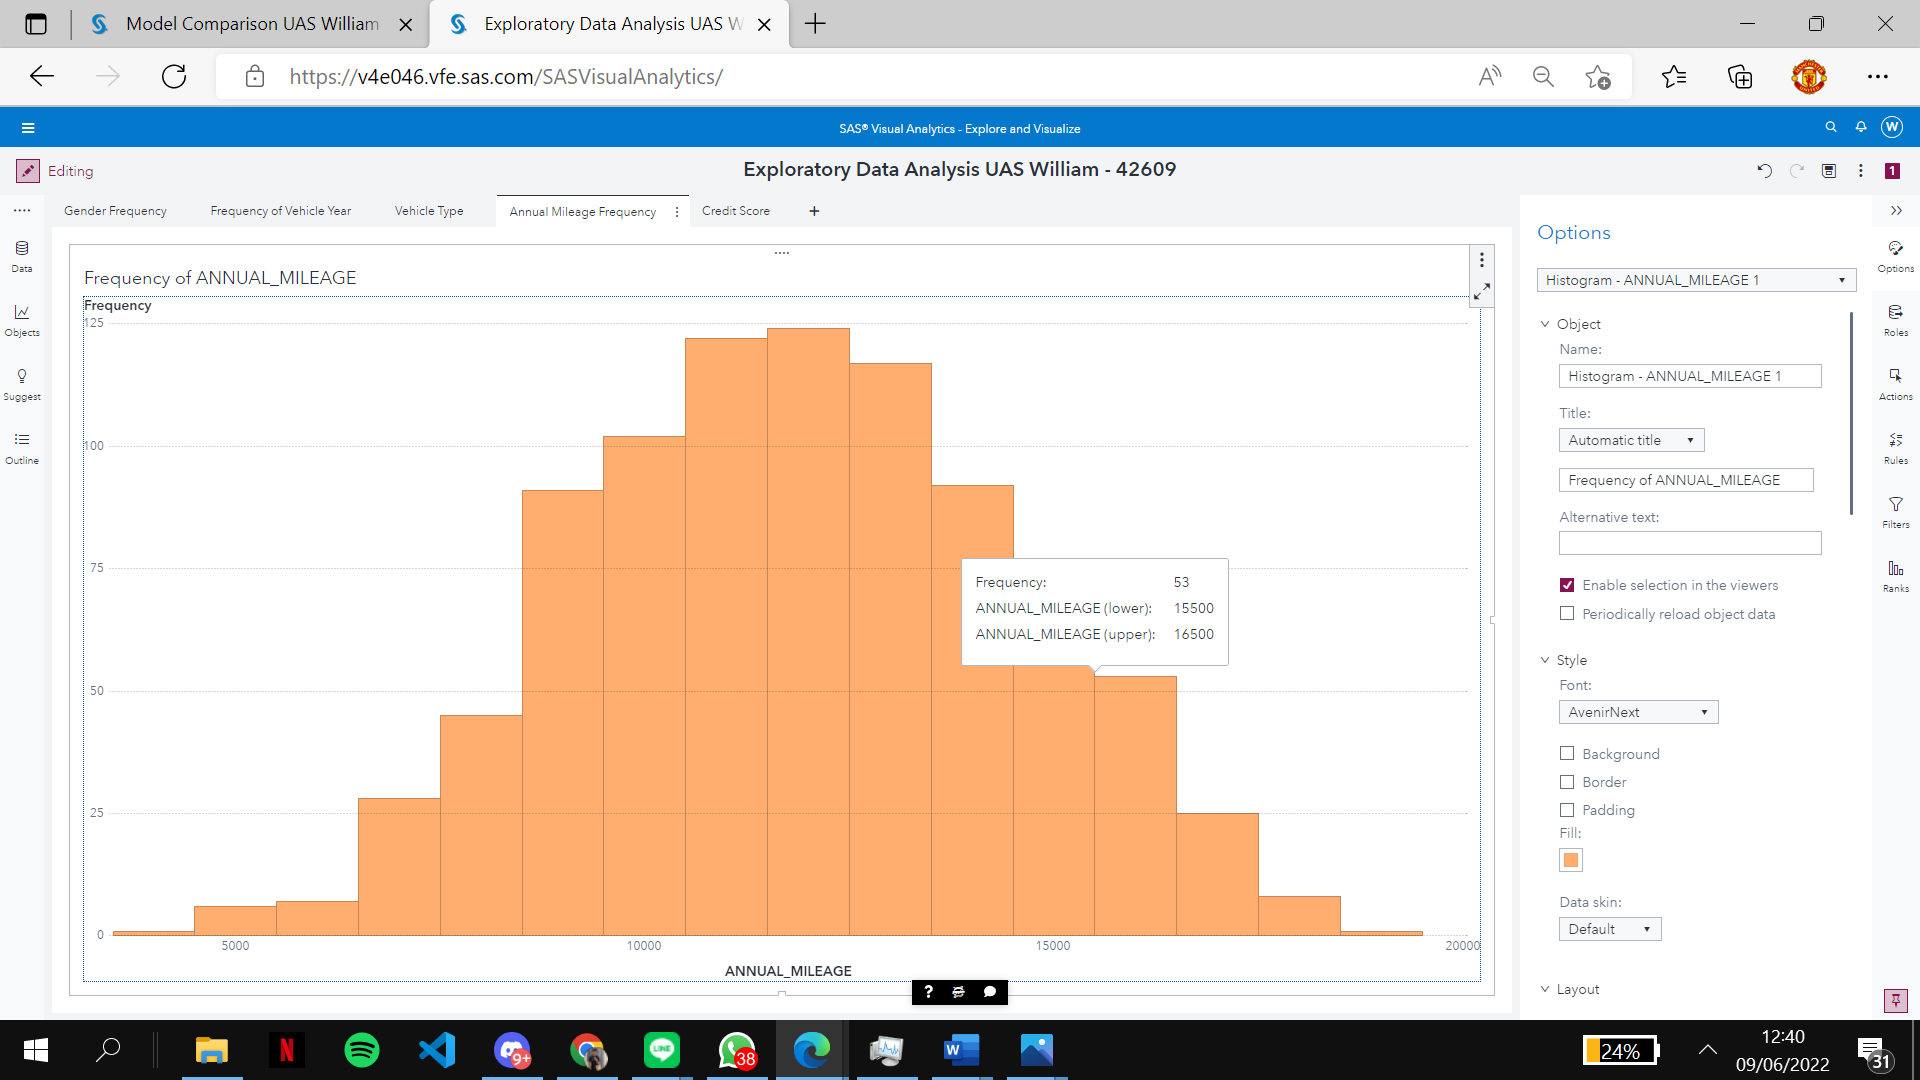 Model Comparison UAS William
Exploratory Data Analysis UAS W
https://v4e046.vfe.sas.com/SASVisualAnalytics/
SAS® Visual Analytics - Explore and Visualize
W
Editing
Exploratory Data Analysis UAS William - 42609
1
Gender Frequency
Frequency of Vehicle Year
Vehicle Type
Annual Mileage Frequency
Credit Score
Data
Objects
Suggest
Outline
Frequency of ANNUAL_MILEAGE
Frequency
125
100
75
50
25
0
5000
10000
15000
20000
ANNUAL_MILEAGE
Frequency: 53
ANNUAL_MILEAGE (lower): 15500
ANNUAL_MILEAGE (upper): 16500
Options
Histogram - ANNUAL_MILEAGE 1
Object
Name:
Histogram - ANNUAL_MILEAGE 1
Title:
Automatic title
Frequency of ANNUAL_MILEAGE
Alternative text:
Enable selection in the viewers
Periodically reload object data
Style
Font:
AvenirNext
Background
Border
Padding
Fill:
Data skin:
Default
Layout
Options
Roles
Actions
Rules
Filters
Ranks
?
N
9+
LINE
38
W
24%
12:40
09/06/2022
31